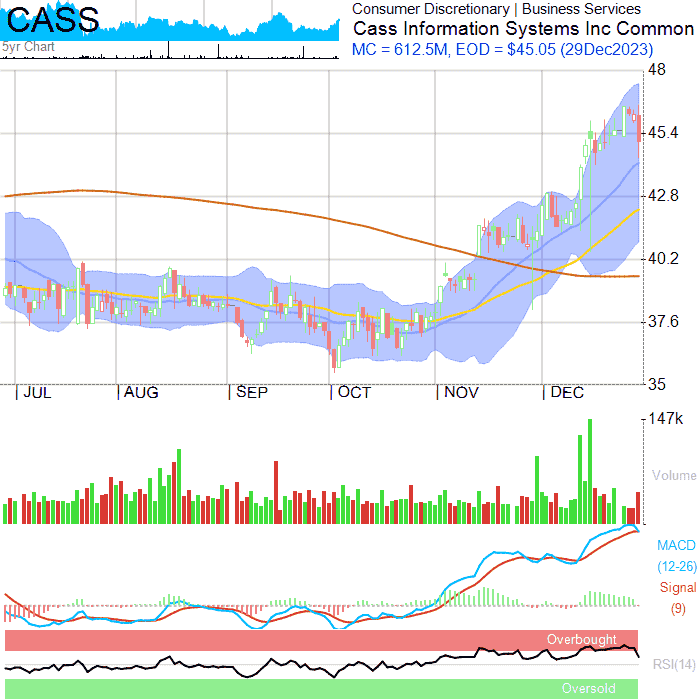 CASS
5yr Chart
Consumer Discretionary | Business Services
Cass Information Systems Inc Common
MC = 612.5M, EOD = $45.05 (29Dec2023)
48
45.4
42.8
40.2
37.6
35
JUL AUG SEP OCT NOV DEC
147k
Volume
MACD
(12-26)
Signal
(9)
Overbought
RSI(14)
Oversold